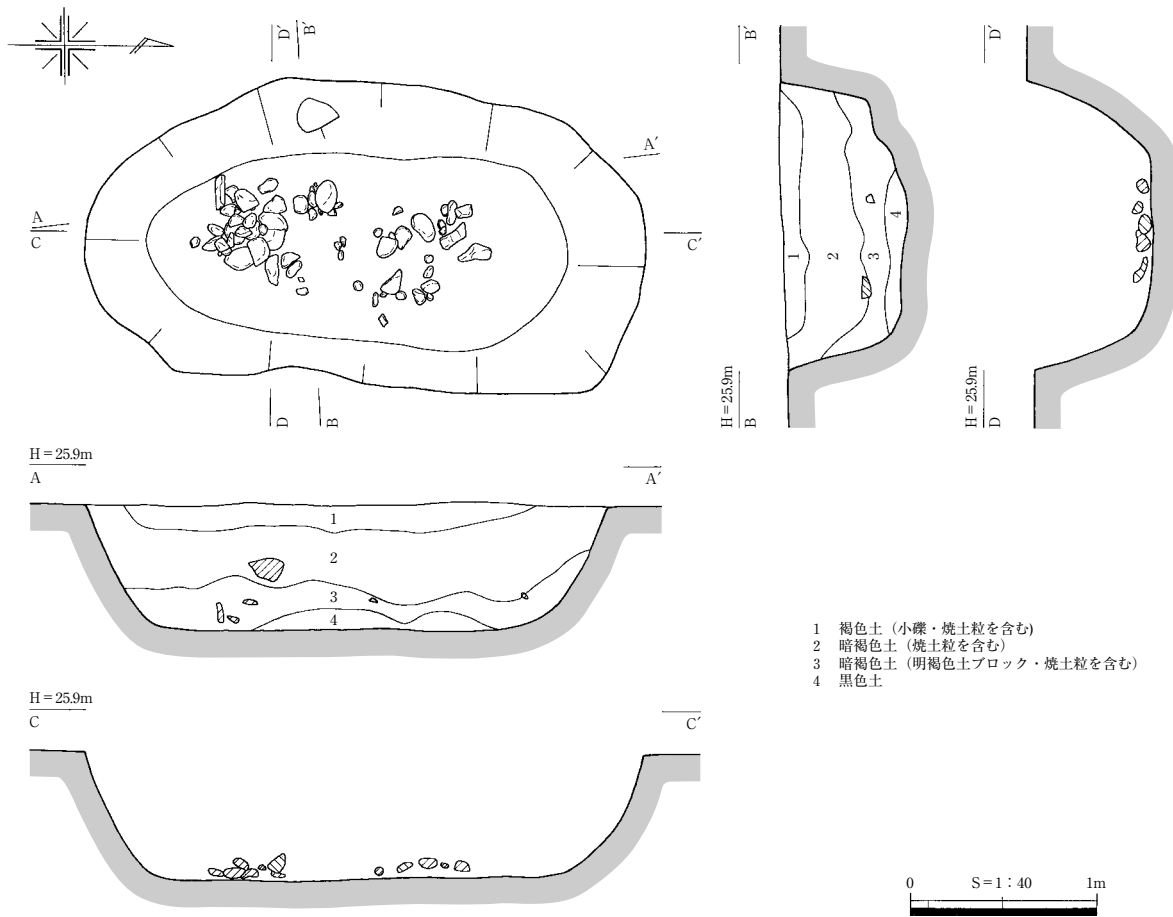 D′
B′
A′
A
C
C′
D
B
B′
1
2
3
4
H = 25.9m
B
D′
H = 25.9m
D
H = 25.9m
A
A′
1
2
3
4
1 褐色土（小礫・焼土粒を含む)
2 暗褐色土（焼土粒を含む）
3 暗褐色土（明褐色土ブロック・焼土粒を含む）
4 黒色土
H = 25.9m
C
C′
0 S = 1：40 1m